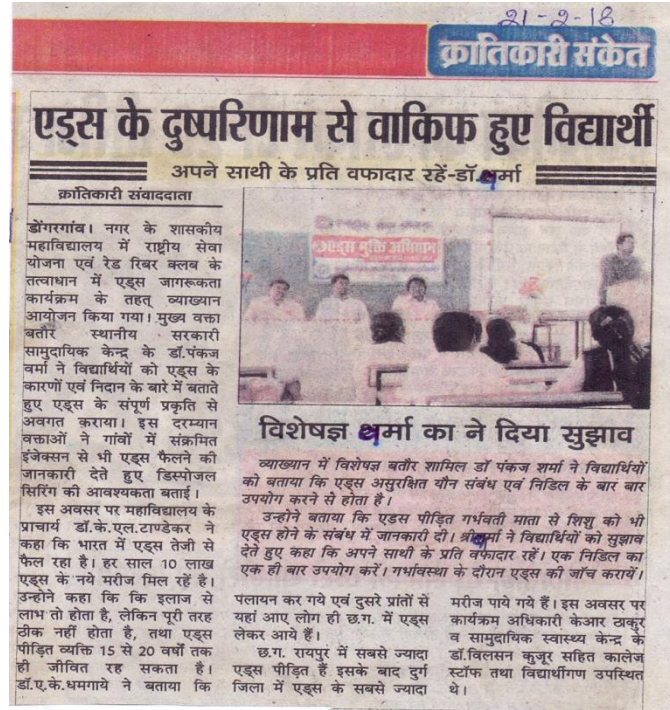 21-2-18
क्रांतिकारी संकेत
एड्स के दुष्परिणाम से वाकिफ हुए विद्यार्थी
अपने साथी के प्रति वफादार रहें-डॉ.वर्मा
क्रांतिकारी संवाददाता
डोंगरगांव। नगर के शासकीय
महाविद्यालय में राष्ट्रीय सेवा
योजना एवं रेड रिबर क्लब के
तत्वाधान में एड्स जागरूकता
कार्यक्रम के तहत् व्याख्यान
आयोजन किया गया। मुख्य वक्ता
बतौर स्थानीय सरकारी
सामुदायिक केन्द्र के डॉ.पंकज
वर्मा ने विद्यार्थियों को एड्स के
कारणों एवं निदान के बारे में बताते
हुए एड्स के संपूर्ण प्रकृति से
अवगत कराया। इस दरम्यान
वक्ताओं ने गांवों में संक्रमित
इंजेक्सन से भी एड्स फैलने की
जानकारी देते हुए डिस्पोजल
सिरिंग की आवश्यकता बताई।
इस अवसर पर महाविद्यालय के
प्राचार्य डॉ.के.एल.टाण्डेकर ने
कहा कि भारत में एड्स तेजी से
फैल रहा है। हर साल 10 लाख
एड्स के नये मरीज मिल रहें है।
उन्होने कहा कि कि इलाज से
लाभ तो होता है, लेकिन पूरी तरह
ठीक नहीं होता है, तथा एड्स
पीड़ित व्यक्ति 15 से 20 वर्षों तक
ही जीवित रह सकता है।
डॉ.ए.के.धमगाये ने बताया कि
एड्स मुक्ति अभियान
विशेषज्ञ वर्मा का ने दिया सुझाव
व्याख्यान में विशेषज्ञ बतौर शामिल डॉ पंकज शर्मा ने विद्यार्थियों
को बताया कि एड्स असुरक्षित यौन संबंध एवं निडिल के बार बार
उपयोग करने से होता है।
उन्होने बताया कि एडस पीड़ित गर्भवती माता से शिशु को भी
एड्स होने के संबंध में जानकारी दी। श्री वर्मा ने विद्यार्थियों को सुझाव
देते हुए कहा कि अपने साथी के प्रति वफादार रहें। एक निडिल का
एक ही बार उपयोग करें। गर्भावस्था के दौरान एड्स की जॉच करायें।
पलायन कर गये एवं दुसरे प्रांतों से
यहां आए लोग ही छ.ग. में एड्स
लेकर आये हैं।
छ.ग. रायपुर में सबसे ज्यादा
एड्स पीड़ित हैं इसके बाद दुर्ग
जिला में एड्स के सबसे ज्यादा
मरीज पाये गये हैं। इस अवसर पर
कार्यक्रम अधिकारी केआर ठाकुर
व सामुदायिक स्वास्थ्य केन्द्र के
डॉ.विलसन कुजूर सहित कालेज
स्टॉफ तथा विद्यार्थीगण उपस्थित
थे।